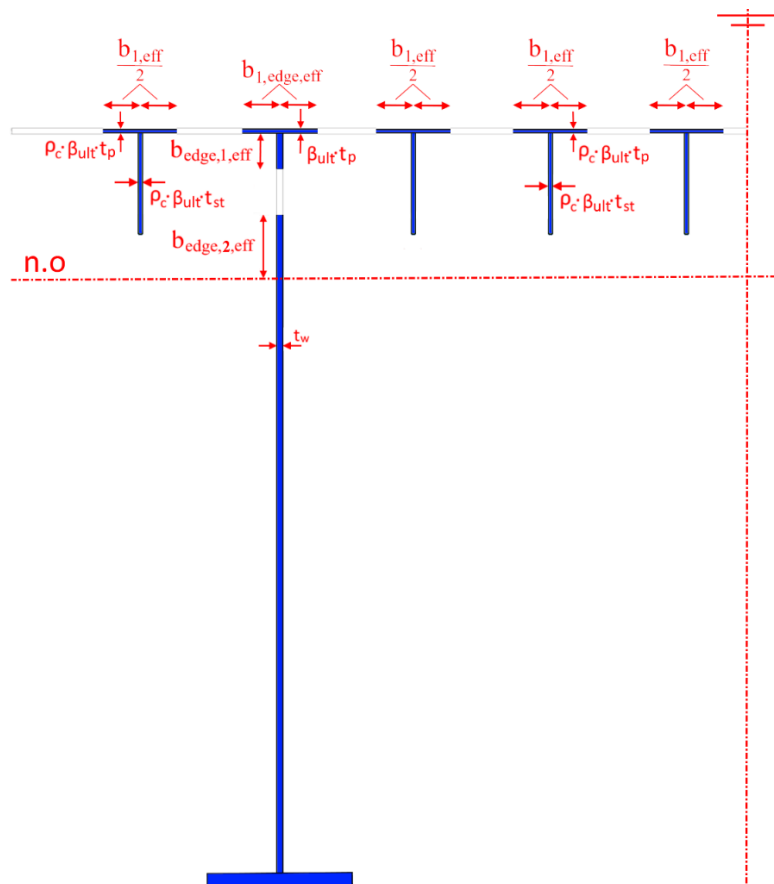 b₁,eff/2
b₁,edge,eff
b₁,eff/2
b₁,eff/2
b₁,eff/2
ρc·βult·tp
bedge,1,eff
βult·tp
ρc·βult·tp
ρc·βult·tst
ρc·βult·tst
bedge,2,eff
n.o
tw